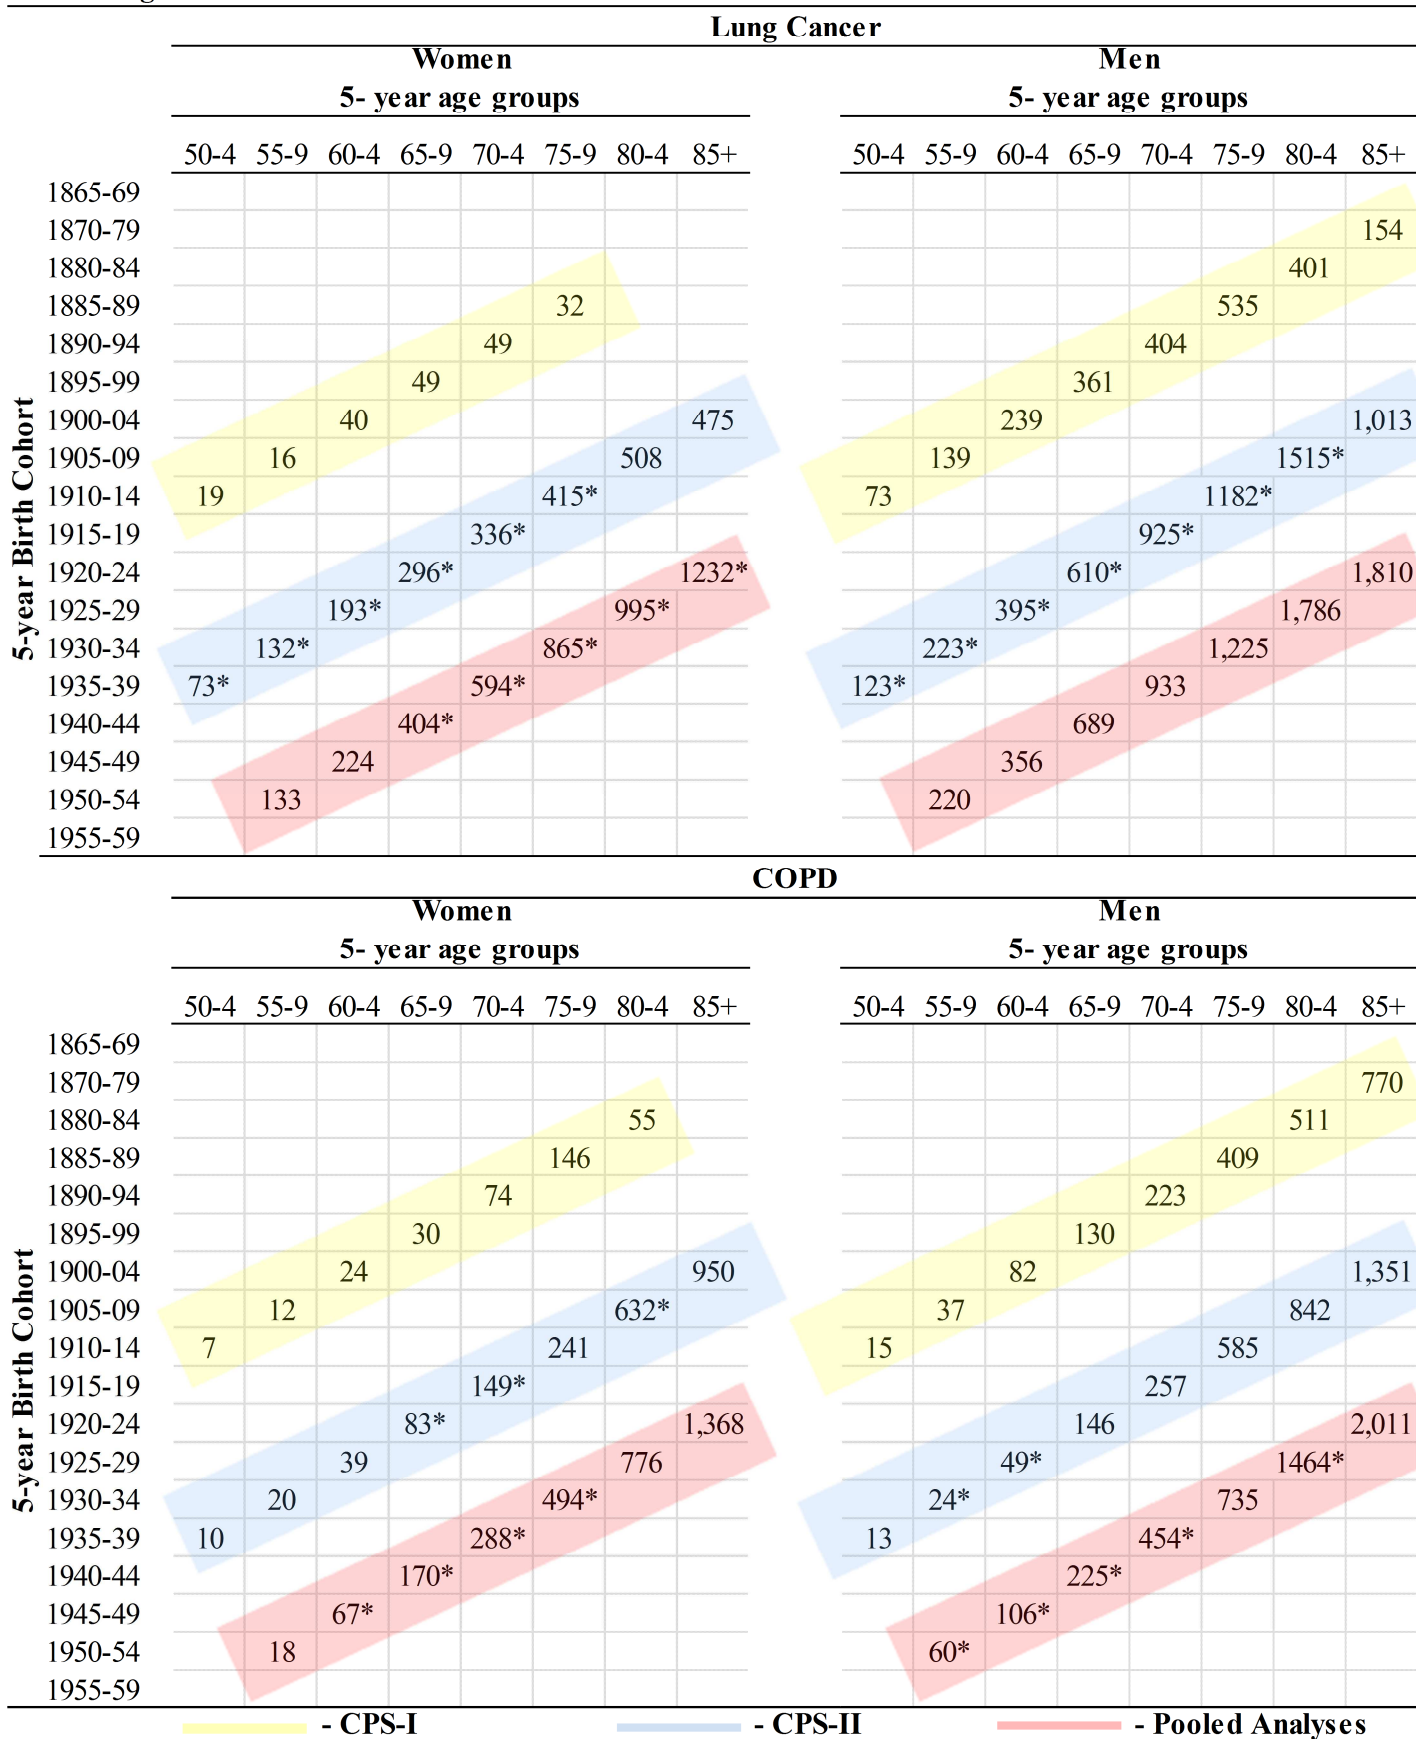 Lung Cancer
Women Men
5- year age groups 5- year age groups
50-4 55-9 60-4 65-9 70-4 75-9 80-4 85+ 50-4 55-9 60-4 65-9 70-4 75-9 80-4 85+
5-year Birth Cohort
1865-69
1870-79 154
1880-84 401
1885-89 32 535
1890-94 49 404
1895-99 49 361
1900-04 40 475 239 1,013
1905-09 16 508 139 1515*
1910-14 19 415* 73 1182*
1915-19 336* 925*
1920-24 296* 1232* 610* 1,810
1925-29 193* 995* 395* 1,786
1930-34 132* 865* 223* 1,225
1935-39 73* 594* 123* 933
1940-44 404* 689
1945-49 224 356
1950-54 133 220
1955-59
COPD
Women Men
5- year age groups 5- year age groups
50-4 55-9 60-4 65-9 70-4 75-9 80-4 85+ 50-4 55-9 60-4 65-9 70-4 75-9 80-4 85+
5-year Birth Cohort
1865-69
1870-79 770
1880-84 55 511
1885-89 146 409
1890-94 74 223
1895-99 30 130
1900-04 24 950 82 1,351
1905-09 12 632* 37 842
1910-14 7 241 15 585
1915-19 149* 257
1920-24 83* 1,368 146 2,011
1925-29 39 776 49* 1464*
1930-34 20 494* 24* 735
1935-39 10 288* 13 454*
1940-44 170* 225*
1945-49 67* 106*
1950-54 18 60*
1955-59
- CPS-I - CPS-II - Pooled Analyses